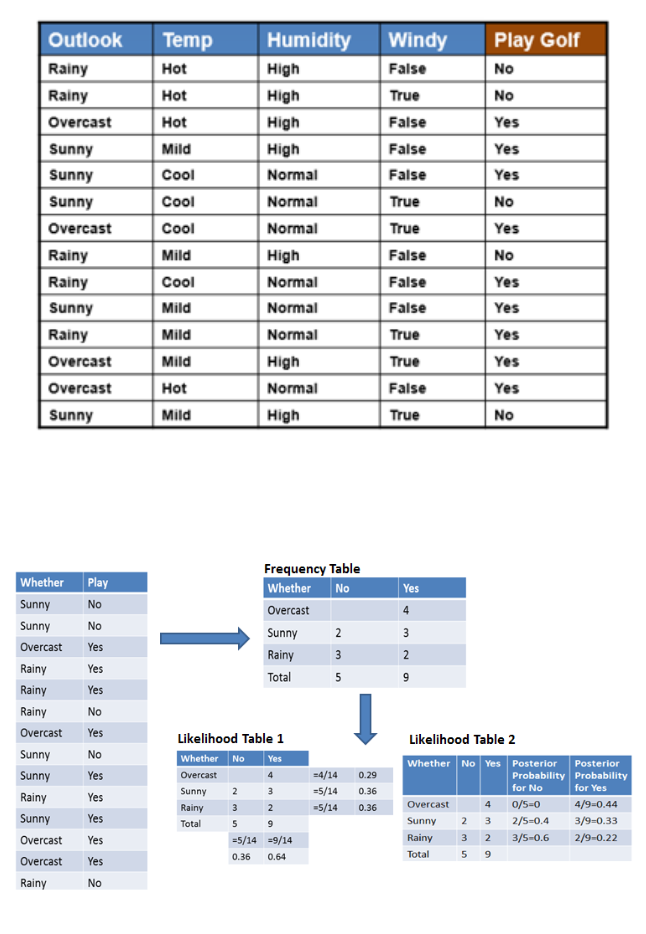 Outlook Temp Humidity Windy Play Golf
Rainy Hot High False No
Rainy Hot High True No
Overcast Hot High False Yes
Sunny Mild High False Yes
Sunny Cool Normal False Yes
Sunny Cool Normal True No
Overcast Cool Normal True Yes
Rainy Mild High False No
Rainy Cool Normal False Yes
Sunny Mild Normal False Yes
Rainy Mild Normal True Yes
Overcast Mild High True Yes
Overcast Hot Normal False Yes
Sunny Mild High True No
Whether Play
Sunny No
Sunny No
Overcast Yes
Rainy Yes
Rainy Yes
Rainy No
Overcast Yes
Sunny No
Sunny Yes
Rainy Yes
Sunny Yes
Overcast Yes
Overcast Yes
Rainy No
Frequency Table
Whether No Yes
Overcast 4
Sunny 2 3
Rainy 3 2
Total 5 9
Likelihood Table 1
Whether No Yes
Overcast 4 =4/14 0.29
Sunny 2 3 =5/14 0.36
Rainy 3 2 =5/14 0.36
Total 5 9
=5/14 =9/14
0.36 0.64
Likelihood Table 2
Whether No Yes Posterior Posterior
Probability Probability
for No for Yes
Overcast 4 0/5=0 4/9=0.44
Sunny 2 3 2/5=0.4 3/9=0.33
Rainy 3 2 3/5=0.6 2/9=0.22
Total 5 9